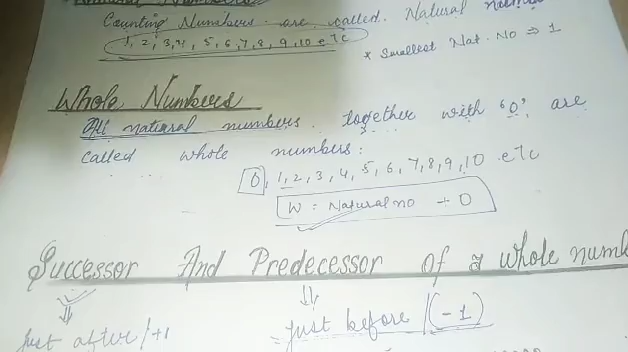 Counting Numbers are called Natural
1, 2, 3, 4, 5, 6, 7, 8, 9, 10 etc
* Smallest Nat. No ⇒ 1
Whole Numbers
All natural numbers together with '0', are
called whole numbers:
0, 1, 2, 3, 4, 5, 6, 7, 8, 9, 10 etc
W = Natural no + 0
Successor And Predecessor of a whole num
⇓ ⇓
Just after/+1 = just before /(-1)